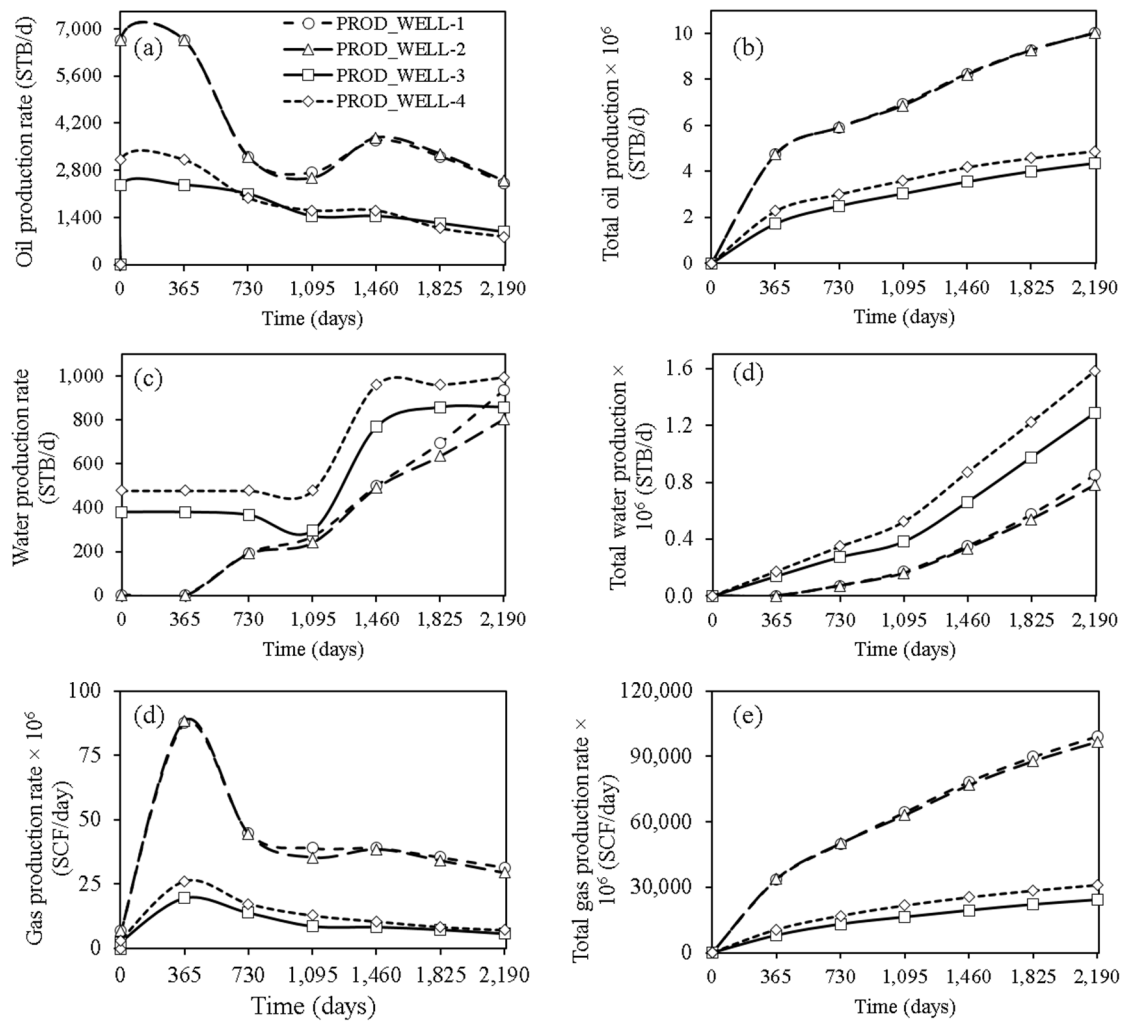 Oil production rate (STB/d)
7,000
5,600
4,200
2,800
1,400
0
(a)
PROD_WELL-1
PROD_WELL-2
PROD_WELL-3
PROD_WELL-4
0 365 730 1,095 1,460 1,825 2,190
Time (days)
Total oil production × 10⁶
(STB/d)
10
8
6
4
2
0
(b)
0 365 730 1,095 1,460 1,825 2,190
Time (days)
Water production rate
(STB/d)
1,000
800
600
400
200
0
(c)
0 365 730 1,095 1,460 1,825 2,190
Time (days)
Total water production ×
10⁶ (STB/d)
1.6
1.2
0.8
0.4
0.0
(d)
0 365 730 1,095 1,460 1,825 2,190
Time (days)
Gas production rate × 10⁶
(SCF/day)
100
75
50
25
0
(d)
0 365 730 1,095 1,460 1,825 2,190
Time (days)
Total gas production rate ×
10⁶ (SCF/day)
120,000
90,000
60,000
30,000
0
(e)
0 365 730 1,095 1,460 1,825 2,190
Time (days)